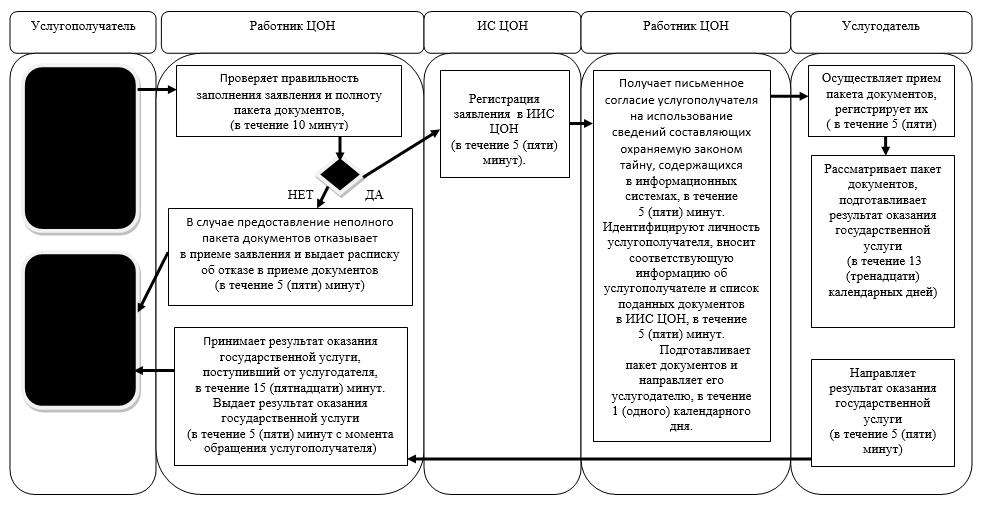 Услугополучатель
Работник ЦОН
ИС ЦОН
Работник ЦОН
Услугодатель
Проверяет правильность
заполнения заявления и полноту
пакета документов,
(в течение 10 минут)
НЕТ
ДА
В случае предоставление неполного
пакета документов отказывает
в приеме заявления и выдает расписку
об отказе в приеме документов
(в течение 5 (пяти) минут)
Принимает результат оказания
государственной услуги,
поступивший от услугодателя,
в течение 15 (пятнадцати) минут.
Выдает результат оказания
государственной услуги
(в течение 5 (пяти) минут с момента
обращения услугополучателя)
Регистрация
заявления в ИИС
ЦОН
(в течение 5 (пяти)
минут).
Получает письменное
согласие услугополучателя
на использование
сведений составляющих
охраняемую законом
тайну, содержащихся
в информационных
системах, в течение
5 (пяти) минут.
Идентифицируют личность
услугополучателя, вносит
соответствующую
информацию об
услугополучателе и список
поданных документов
в ИИС ЦОН, в течение
5 (пяти) минут.
Подготавливает
пакет документов и
направляет его
услугодателю, в течение
1 (одного) календарного
дня.
Осуществляет прием
пакета документов,
регистрирует их
( в течение 5 (пяти)
Рассматривает пакет
документов,
подготавливает
результат оказания
государственной
услуги
(в течение 13
(тренадцати)
календарных дней)
Направляет
результат оказания
государственной
услуги
(в течение 5 (пяти)
минут)